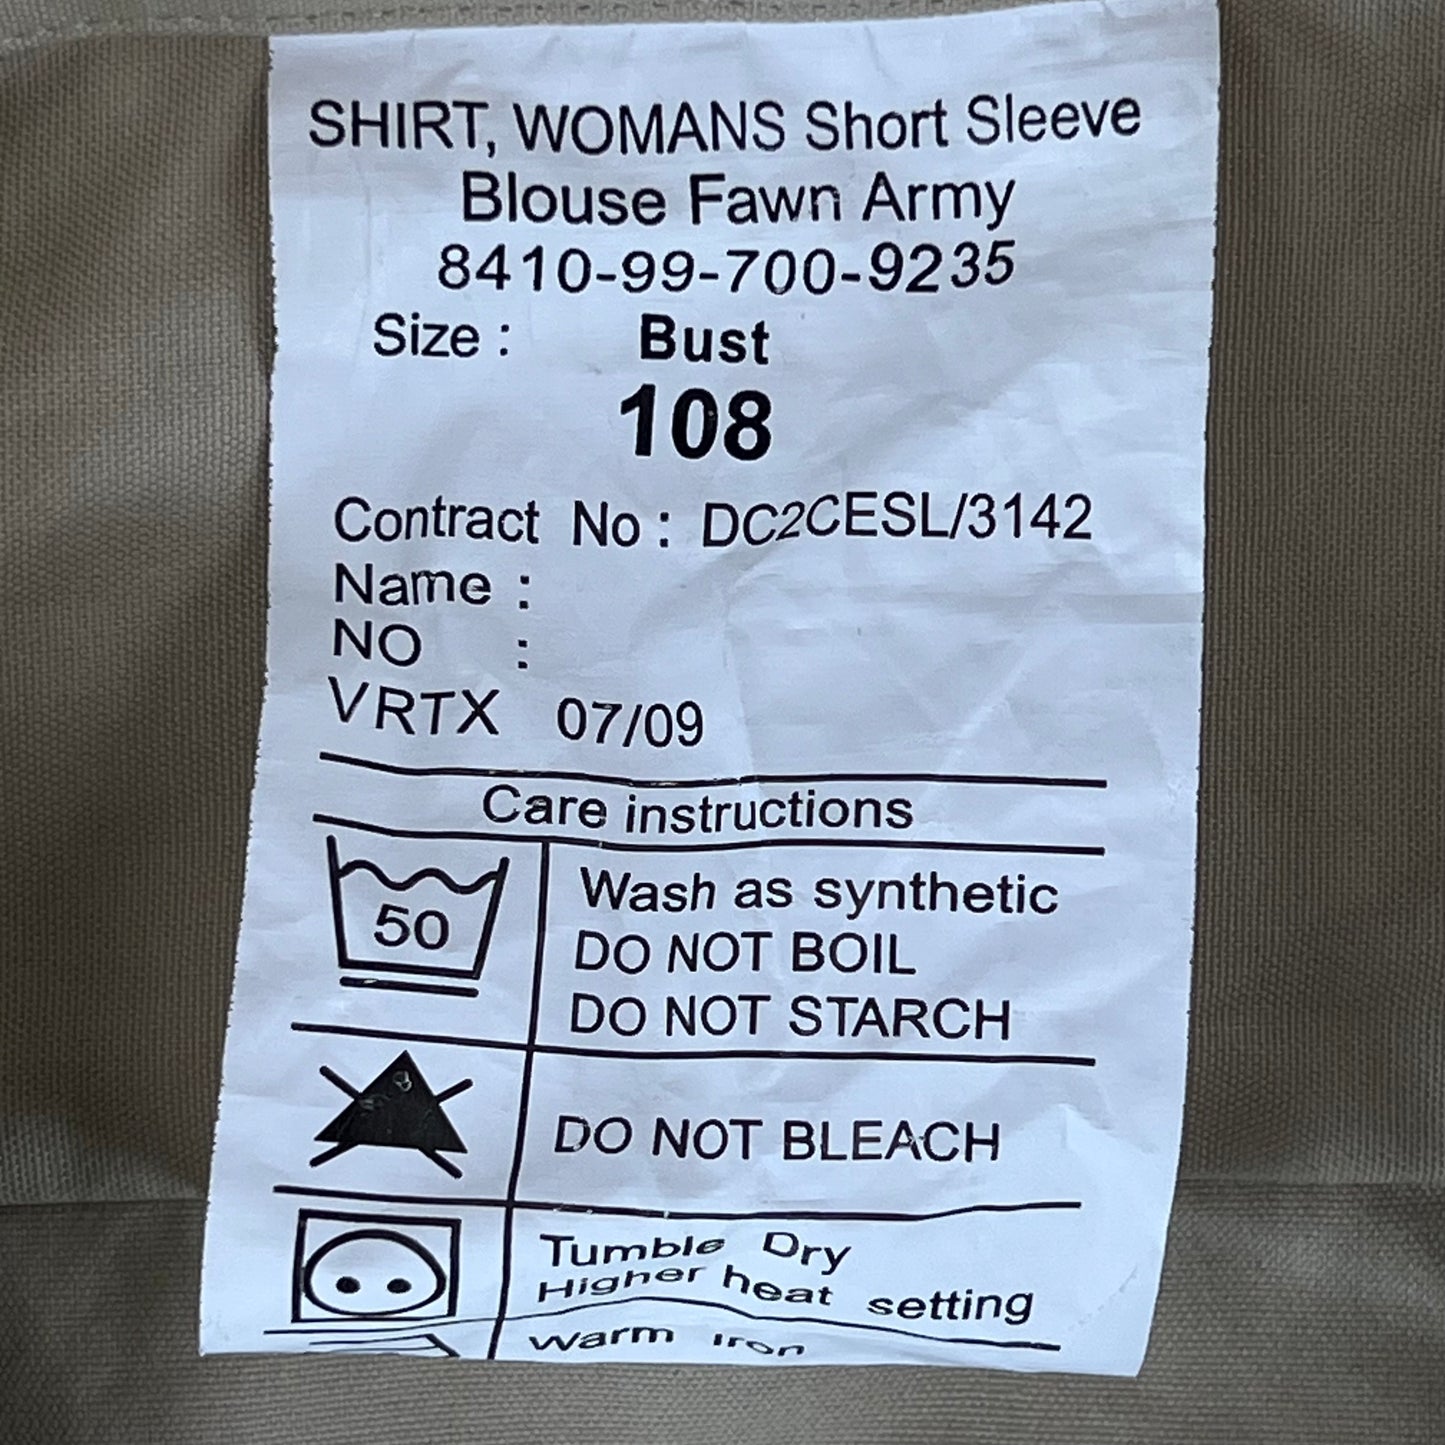 SHIRT, WOMANS Short Sleeve
Blouse Fawn Army
8410-99-700-9235
Size : Bust
108
Contract No : DC2CESL/3142
Name :
NO :
VRTX 07/09
Care instructions
50
Wash as synthetic
DO NOT BOIL
DO NOT STARCH
DO NOT BLEACH
Tumble Dry
Higher heat setting
Warm Iron